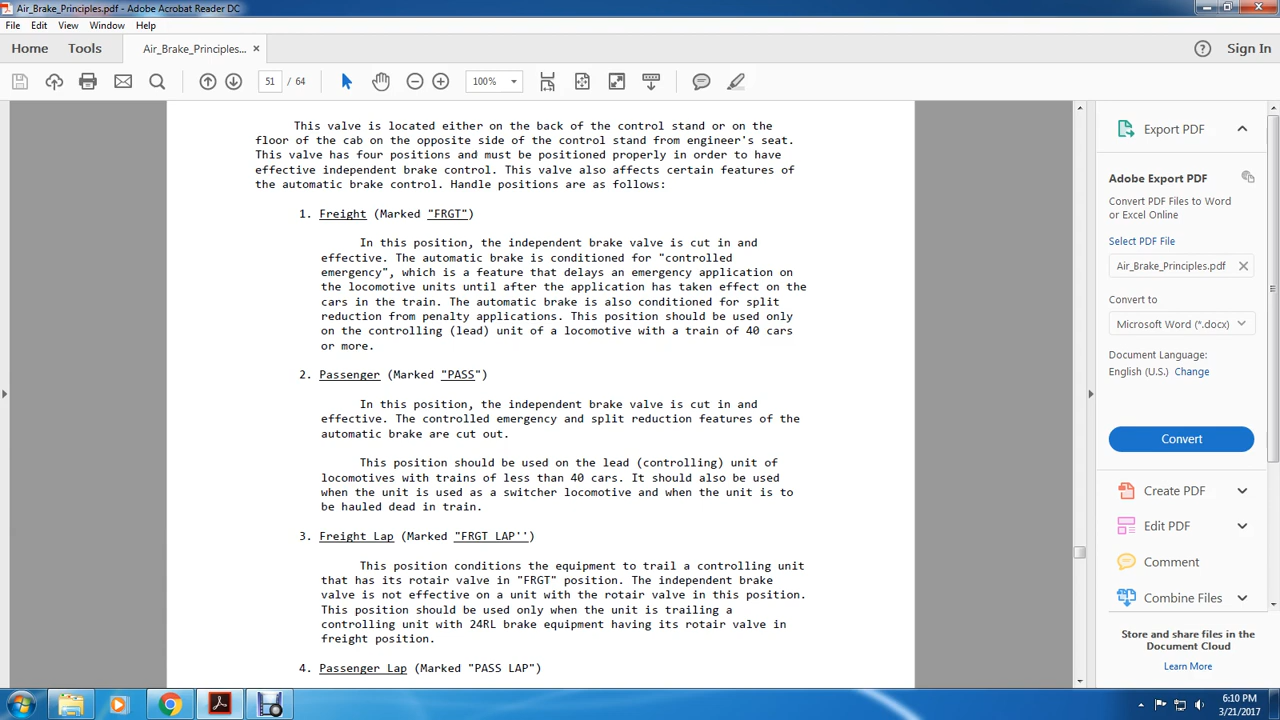 Air_Brake_Principles.pdf - Adobe Acrobat Reader DC
File Edit View Window Help
Home Tools Air_Brake_Principles... × ? Sign In
51 / 64 100%
This valve is located either on the back of the control stand or on the
floor of the cab on the opposite side of the control stand from engineer's seat.
This valve has four positions and must be positioned properly in order to have
effective independent brake control. This valve also affects certain features of
the automatic brake control. Handle positions are as follows:
1. Freight (Marked "FRGT")
In this position, the independent brake valve is cut in and
effective. The automatic brake is conditioned for "controlled
emergency", which is a feature that delays an emergency application on
the locomotive units until after the application has taken effect on the
cars in the train. The automatic brake is also conditioned for split
reduction from penalty applications. This position should be used only
on the controlling (lead) unit of a locomotive with a train of 40 cars
or more.
2. Passenger (Marked "PASS")
In this position, the independent brake valve is cut in and
effective. The controlled emergency and split reduction features of the
automatic brake are cut out.
This position should be used on the lead (controlling) unit of
locomotives with trains of less than 40 cars. It should also be used
when the unit is used as a switcher locomotive and when the unit is to
be hauled dead in train.
3. Freight Lap (Marked "FRGT LAP'')
This position conditions the equipment to trail a controlling unit
that has its rotair valve in "FRGT" position. The independent brake
valve is not effective on a unit with the rotair valve in this position.
This position should be used only when the unit is trailing a
controlling unit with 24RL brake equipment having its rotair valve in
freight position.
4. Passenger Lap (Marked "PASS LAP")
Export PDF
Adobe Export PDF
Convert PDF Files to Word
or Excel Online
Select PDF File
Air_Brake_Principles.pdf
Convert to
Microsoft Word (*.docx)
Document Language:
English (U.S.) Change
Convert
Create PDF
Edit PDF
Comment
Combine Files
Store and share files in the
Document Cloud
Learn More
6:10 PM
3/21/2017